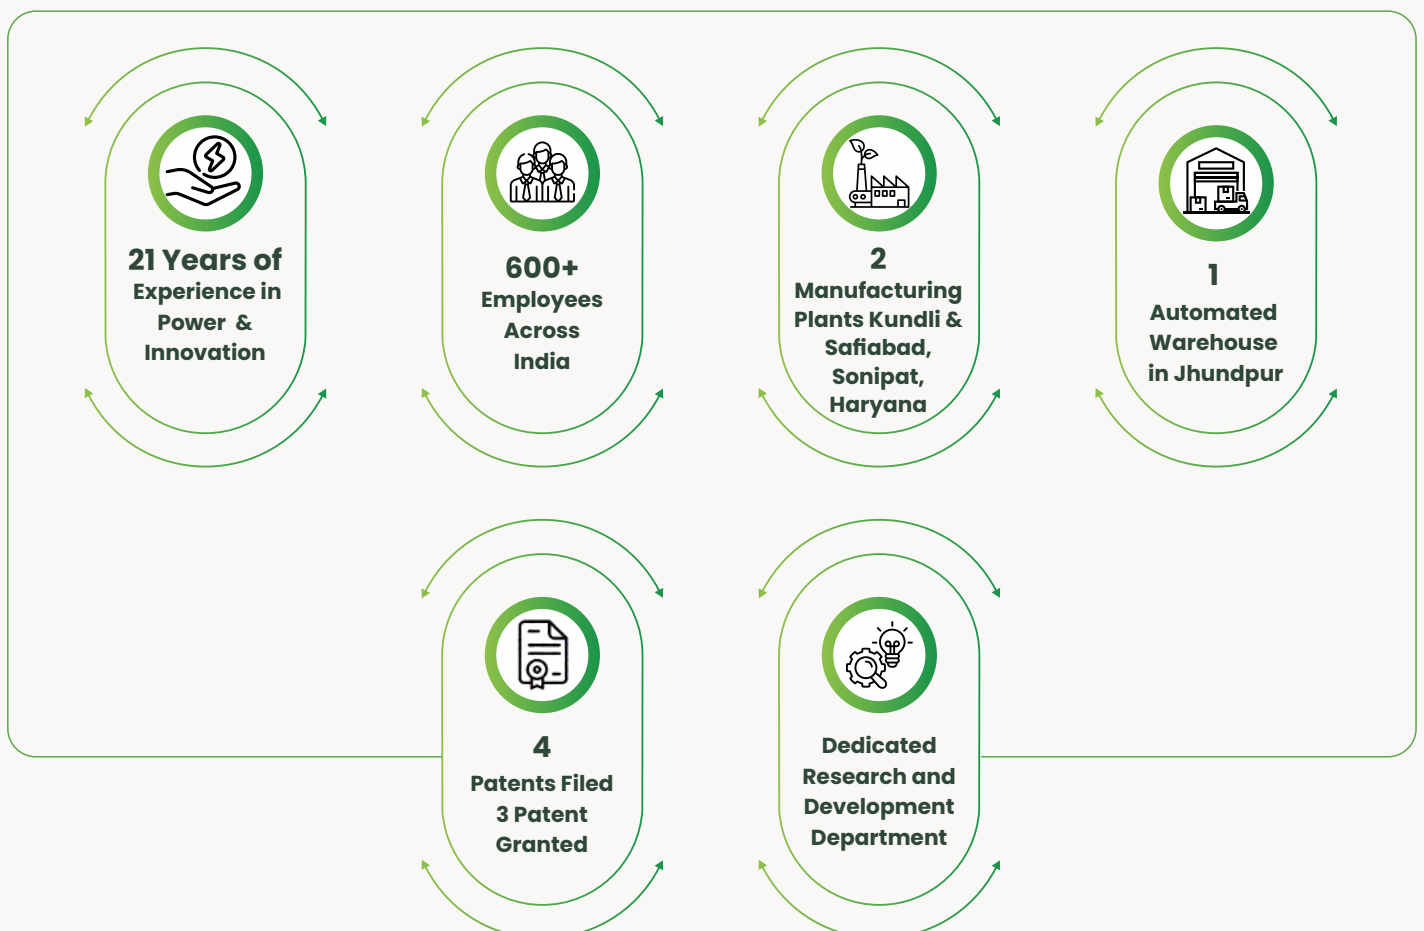 21 Years of
Experience in
Power &
Innovation
600+
Employees
Across
India
2
Manufacturing
Plants Kundli &
Safiabad,
Sonipat,
Haryana
1
Automated
Warehouse
in Jhundpur
4
Patents Filed
3 Patent
Granted
Dedicated
Research and
Development
Department